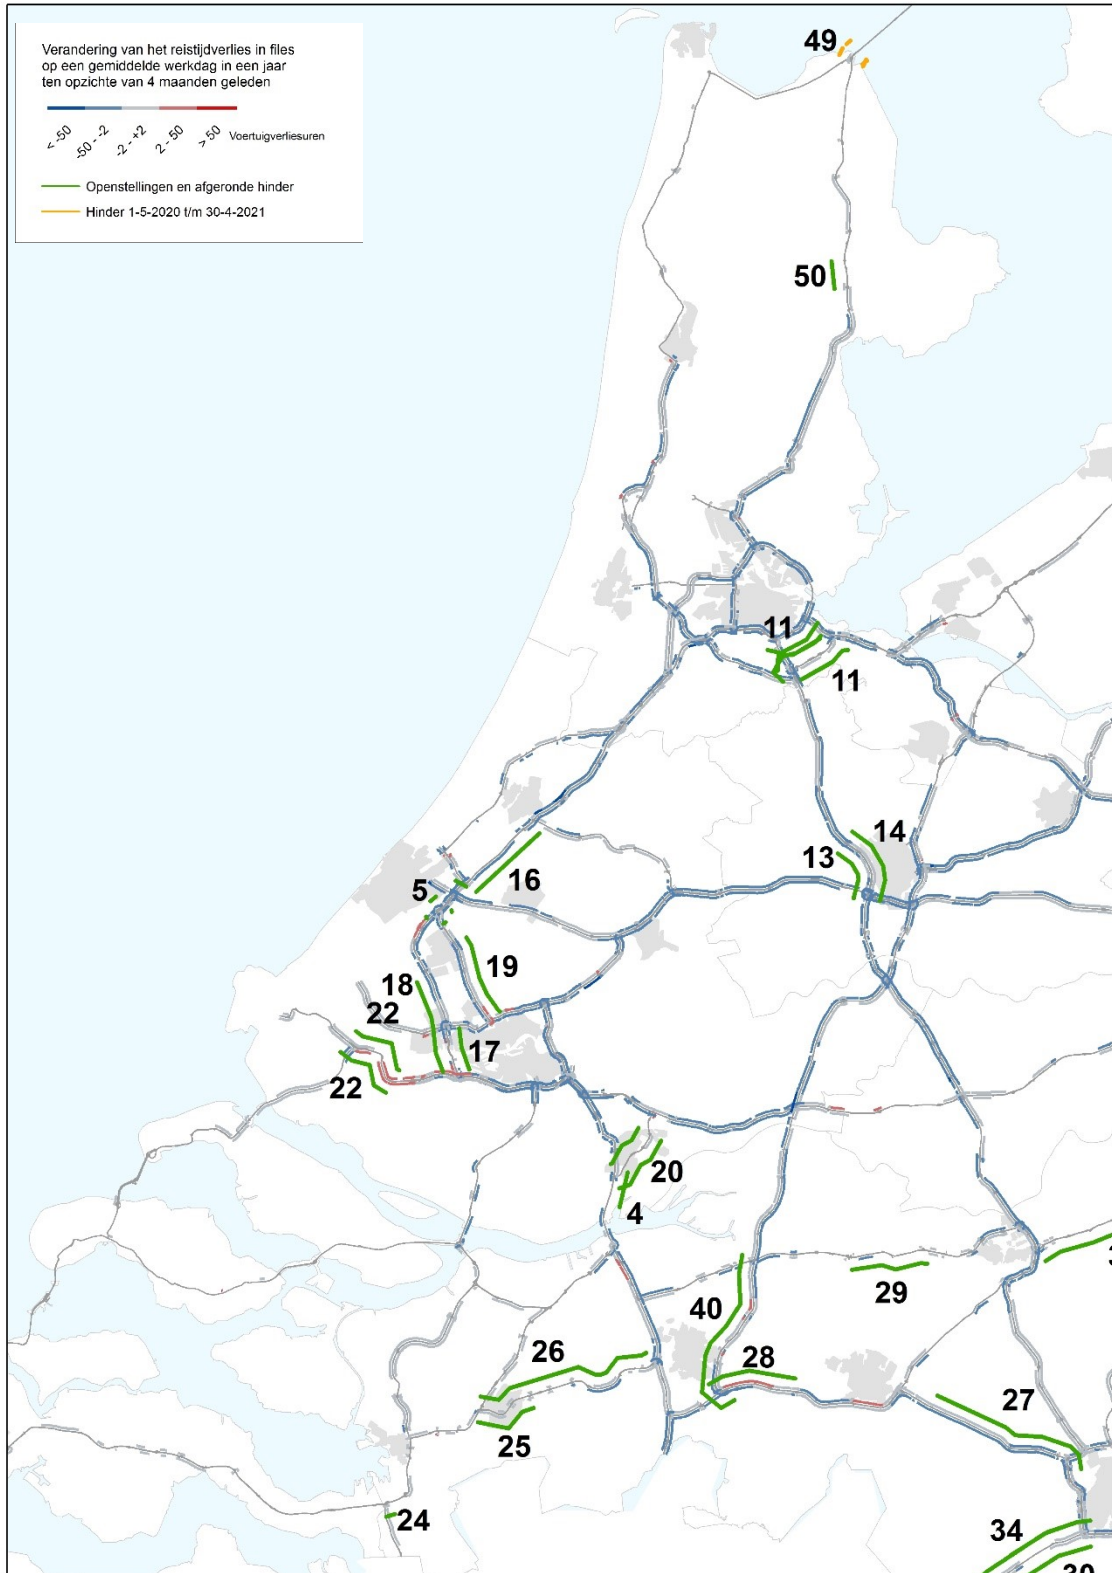 Verandering van het reistijdverlies in files
op een gemiddelde werkdag in een jaar
ten opzichte van 4 maanden geleden
< -50
-50 - -2
-2 - +2
2 - 50
> 50
Voertuigverliesuren
Openstellingen en afgeronde hinder
Hinder 1-5-2020 t/m 30-4-2021
49
50
11
11
14
13
16
5
19
18
22
17
22
20
4
29
40
26
28
27
25
24
34